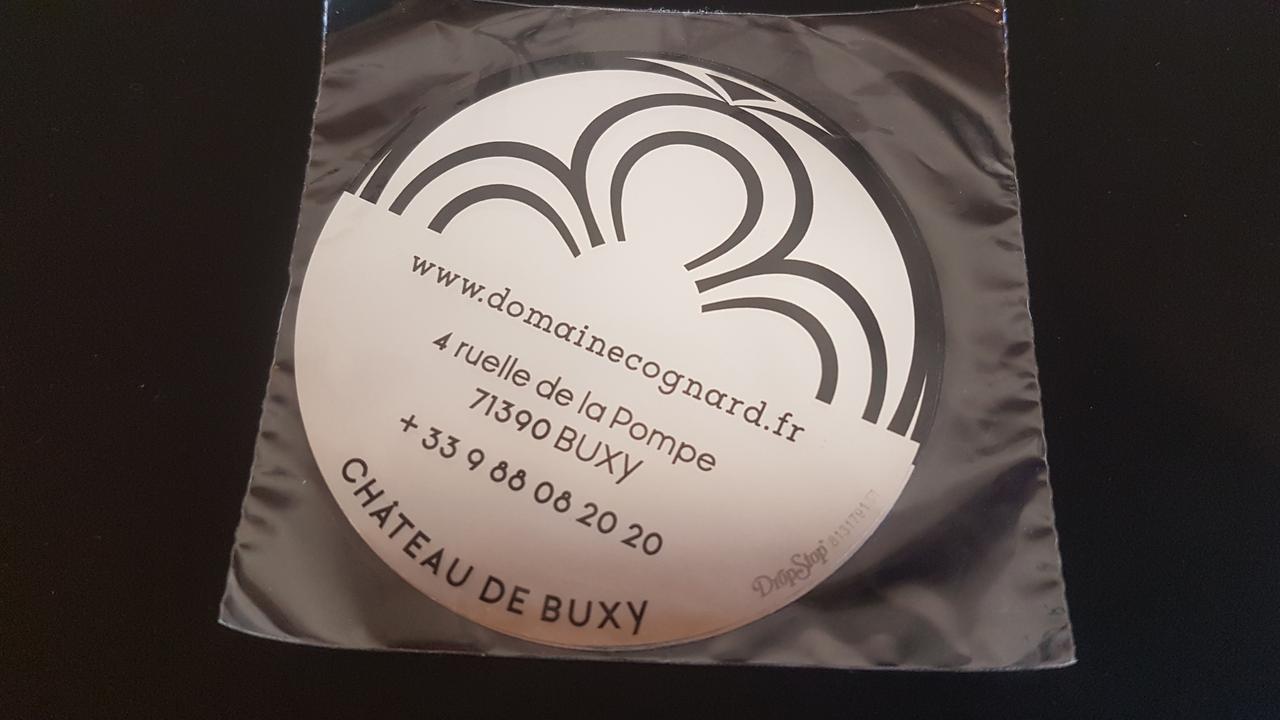 www.domainecognard.fr
4 ruelle de la Pompe
71390 BUXY
+ 33 9 88 08 20 20
CHÂTEAU DE BUXY
DropStop®